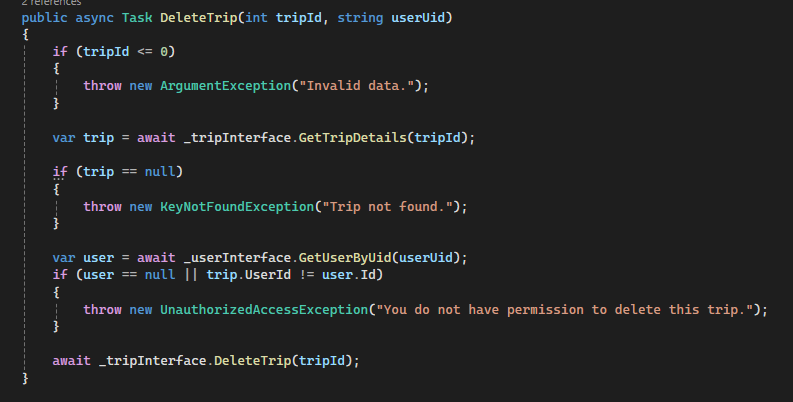 2 references
public async Task DeleteTrip(int tripId, string userUid)
{
if (tripId <= 0)
{
throw new ArgumentException("Invalid data.");
}
var trip = await _tripInterface.GetTripDetails(tripId);
if (trip == null)
{
throw new KeyNotFoundException("Trip not found.");
}
var user = await _userInterface.GetUserByUid(userUid);
if (user == null || trip.UserId != user.Id)
{
throw new UnauthorizedAccessException("You do not have permission to delete this trip.");
}
await _tripInterface.DeleteTrip(tripId);
}